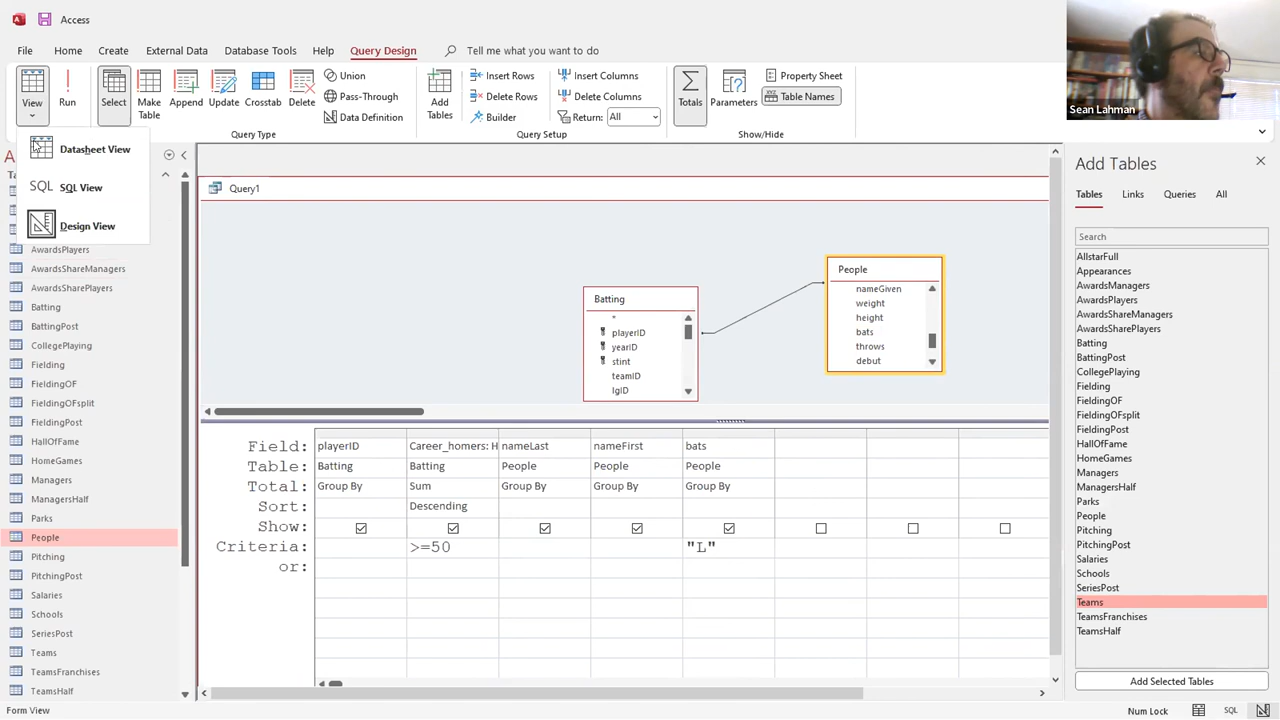 Access
File Home Create External Data Database Tools Help Query Design Tell me what you want to do
View Run Select Make Table Append Update Crosstab Delete
Union
Pass-Through
Data Definition
Query Type
Add Tables
Insert Rows
Delete Rows
Builder
Insert Columns
Delete Columns
Return: All
Query Setup
Totals Parameters
Property Sheet
Table Names
Show/Hide
Sean Lahman
Datasheet View
SQL SQL View
Design View
AwardsPlayers
AwardsShareManagers
AwardsSharePlayers
Batting
BattingPost
CollegePlaying
Fielding
FieldingOF
FieldingOFsplit
FieldingPost
HallOfFame
HomeGames
Managers
ManagersHalf
Parks
People
Pitching
PitchingPost
Salaries
Schools
SeriesPost
Teams
TeamsFranchises
TeamsHalf
Query1
Batting
*
playerID
yearID
stint
teamID
lgID
People
nameGiven
weight
height
bats
throws
debut
Field: playerID Career_homers: H nameLast nameFirst bats
Table: Batting Batting People People People
Total: Group By Sum Group By Group By Group By
Sort: Descending
Show:
Criteria: >=50 "L"
or:
Add Tables
Tables Links Queries All
Search
AllstarFull
Appearances
AwardsManagers
AwardsPlayers
AwardsShareManagers
AwardsSharePlayers
Batting
BattingPost
CollegePlaying
Fielding
FieldingOF
FieldingOFsplit
FieldingPost
HallOfFame
HomeGames
Managers
ManagersHalf
Parks
People
Pitching
PitchingPost
Salaries
Schools
SeriesPost
Teams
TeamsFranchises
TeamsHalf
Add Selected Tables
Form View
Num Lock SQL